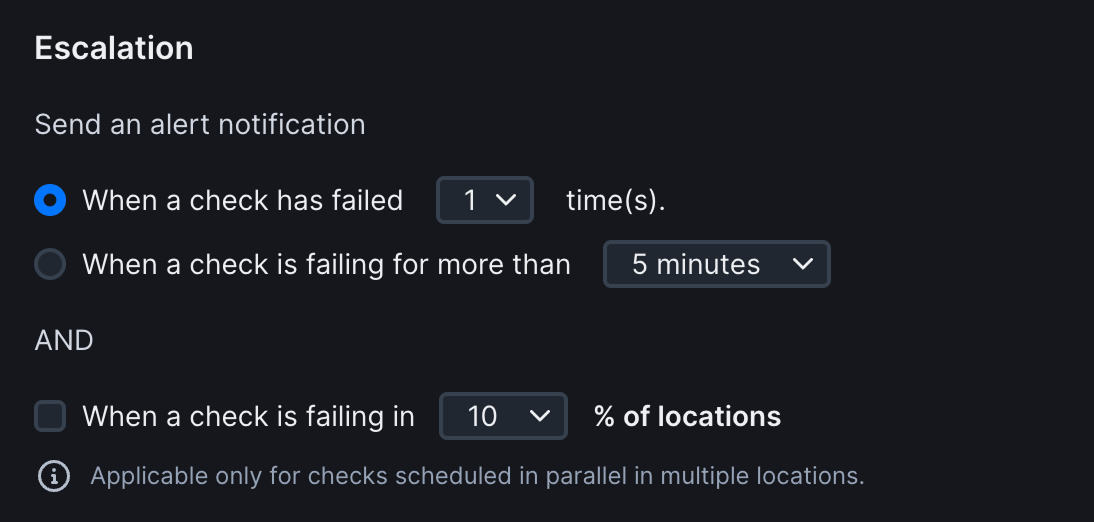 Escalation
Send an alert notification
When a check has failed 1 time(s).
When a check is failing for more than 5 minutes
AND
When a check is failing in 10 % of locations
Applicable only for checks scheduled in parallel in multiple locations.